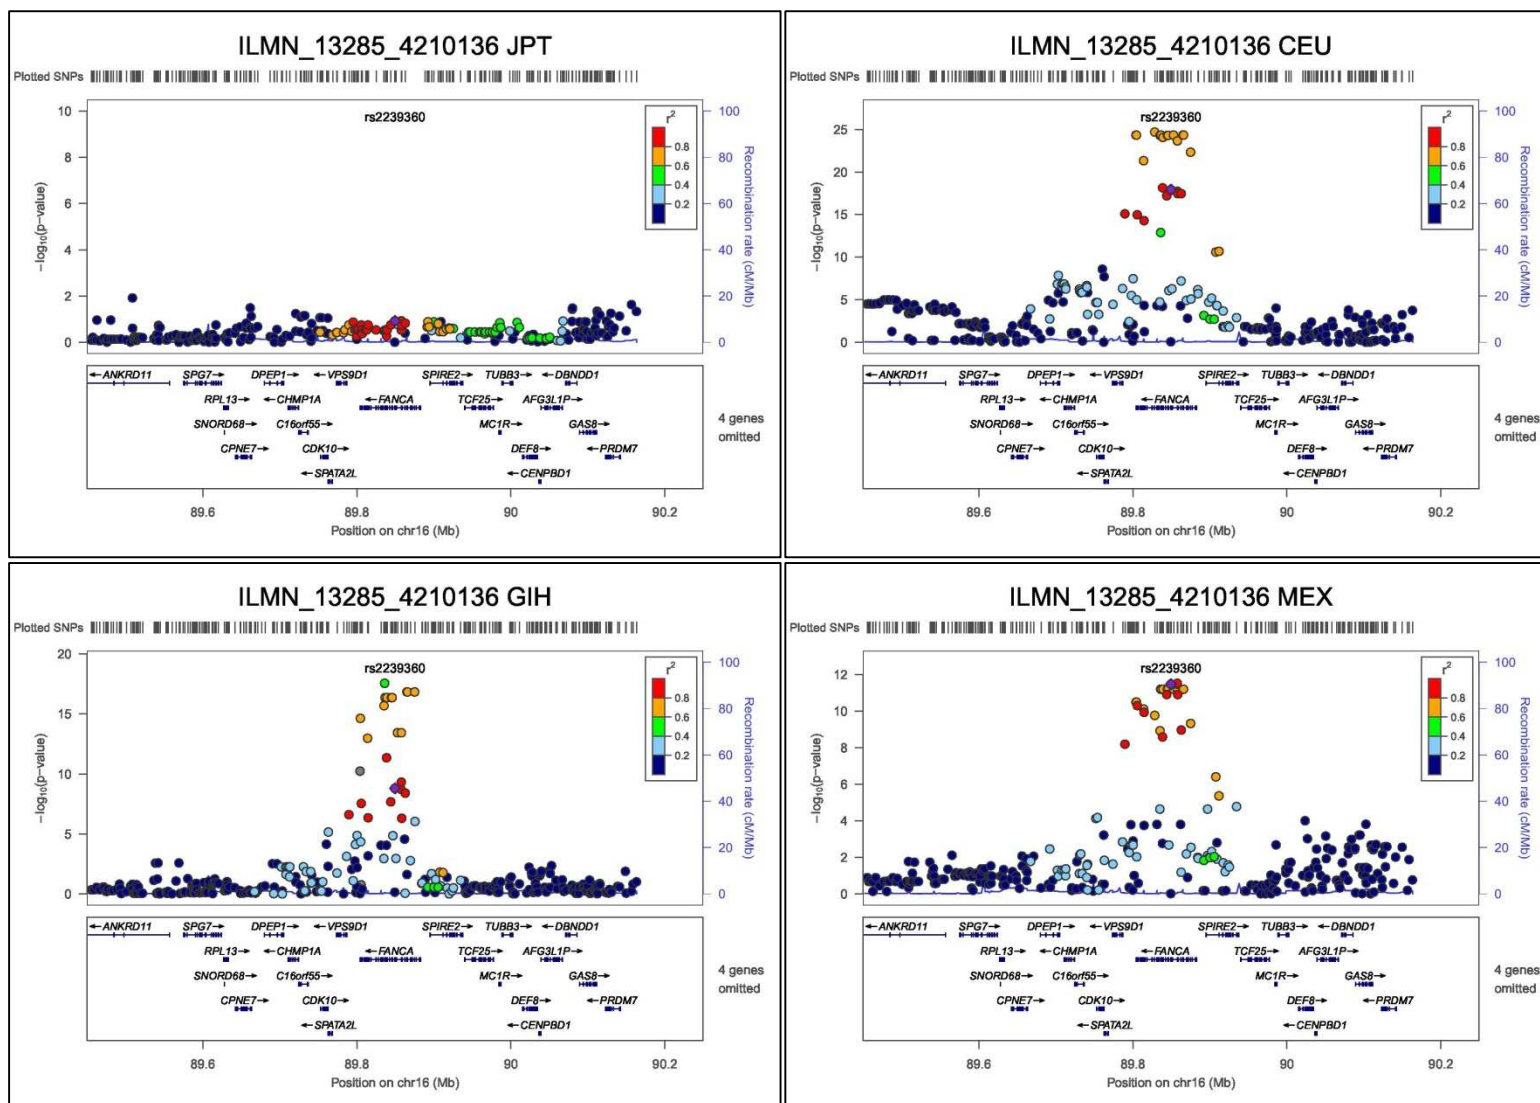 ILMN_13285_4210136 JPT
Plotted SNPs
rs2239360
r²
0.8
0.6
0.4
0.2
10
8
6
4
2
0
−log₁₀(p−value)
100
80
60
40
20
0
Recombination rate (cM/Mb)
←ANKRD11 SPG7→ DPEP1→ ←VPS9D1 SPIRE2→ TUBB3→ ←DBNDD1
RPL13→ ←CHMP1A ←FANCA TCF25→ AFG3L1P→
SNORD68→ C16orf55→ MC1R→ GAS8→
CPNE7→ CDK10→ DEF8→ ←PRDM7
←SPATA2L ←CENPBD1
4 genes
omitted
89.6 89.8 90 90.2
Position on chr16 (Mb)
ILMN_13285_4210136 CEU
Plotted SNPs
rs2239360
r²
0.8
0.6
0.4
0.2
25
20
15
10
5
0
−log₁₀(p−value)
100
80
60
40
20
0
Recombination rate (cM/Mb)
←ANKRD11 SPG7→ DPEP1→ ←VPS9D1 SPIRE2→ TUBB3→ ←DBNDD1
RPL13→ ←CHMP1A ←FANCA TCF25→ AFG3L1P→
SNORD68→ C16orf55→ MC1R→ GAS8→
CPNE7→ CDK10→ DEF8→ ←PRDM7
←SPATA2L ←CENPBD1
4 genes
omitted
89.6 89.8 90 90.2
Position on chr16 (Mb)
ILMN_13285_4210136 GIH
Plotted SNPs
rs2239360
r²
0.8
0.6
0.4
0.2
20
15
10
5
0
−log₁₀(p−value)
100
80
60
40
20
0
Recombination rate (cM/Mb)
←ANKRD11 SPG7→ DPEP1→ ←VPS9D1 SPIRE2→ TUBB3→ ←DBNDD1
RPL13→ ←CHMP1A ←FANCA TCF25→ AFG3L1P→
SNORD68→ C16orf55→ MC1R→ GAS8→
CPNE7→ CDK10→ DEF8→ ←PRDM7
←SPATA2L ←CENPBD1
4 genes
omitted
89.6 89.8 90 90.2
Position on chr16 (Mb)
ILMN_13285_4210136 MEX
Plotted SNPs
rs2239360
r²
0.8
0.6
0.4
0.2
12
10
8
6
4
2
0
−log₁₀(p−value)
100
80
60
40
20
0
Recombination rate (cM/Mb)
←ANKRD11 SPG7→ DPEP1→ ←VPS9D1 SPIRE2→ TUBB3→ ←DBNDD1
RPL13→ ←CHMP1A ←FANCA TCF25→ AFG3L1P→
SNORD68→ C16orf55→ MC1R→ GAS8→
CPNE7→ CDK10→ DEF8→ ←PRDM7
←SPATA2L ←CENPBD1
4 genes
omitted
89.6 89.8 90 90.2
Position on chr16 (Mb)